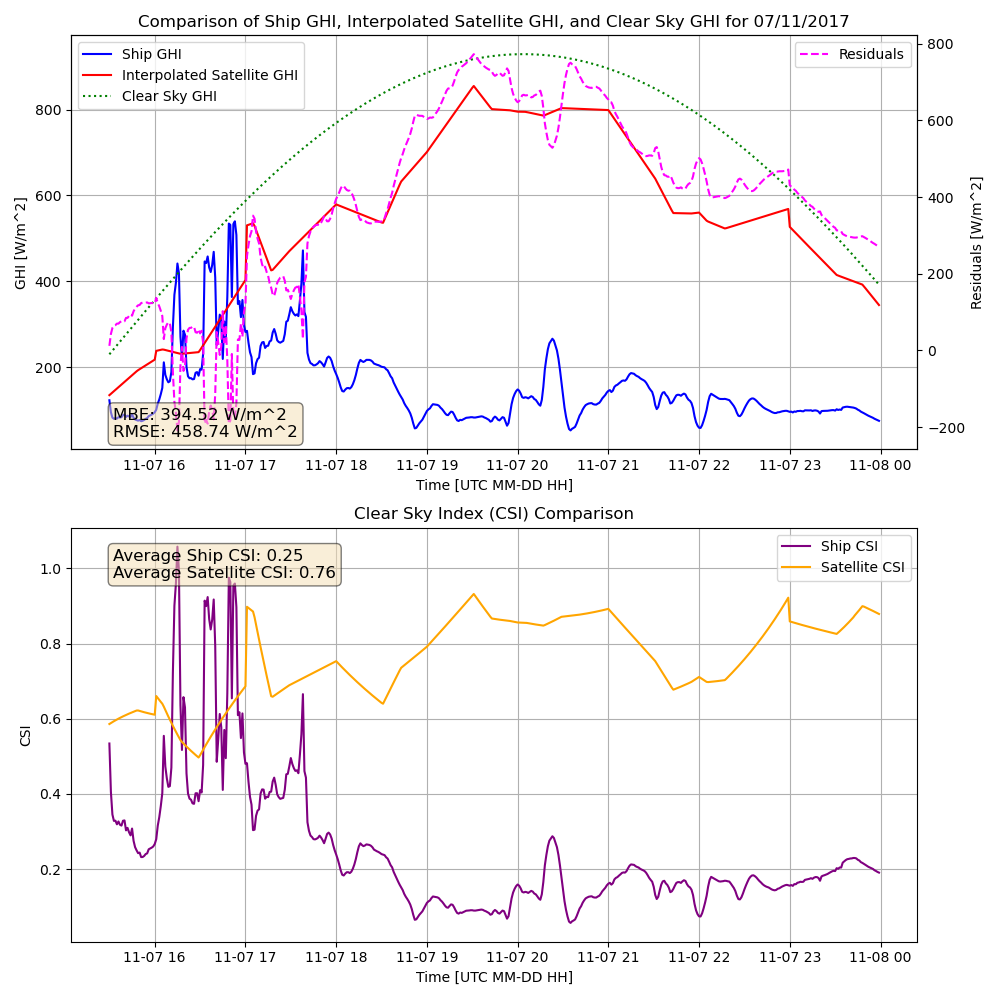 Comparison of Ship GHI, Interpolated Satellite GHI, and Clear Sky GHI for 07/11/2017
Ship GHI
Interpolated Satellite GHI
Clear Sky GHI
Residuals
800
600
400
200
GHI [W/m^2]
800
600
400
200
0
−200
Residuals [W/m^2]
MBE: 394.52 W/m^2
RMSE: 458.74 W/m^2
11-07 16 11-07 17 11-07 18 11-07 19 11-07 20 11-07 21 11-07 22 11-07 23 11-08 00
Time [UTC MM-DD HH]
Clear Sky Index (CSI) Comparison
Average Ship CSI: 0.25
Average Satellite CSI: 0.76
Ship CSI
Satellite CSI
1.0
0.8
0.6
0.4
0.2
CSI
11-07 16 11-07 17 11-07 18 11-07 19 11-07 20 11-07 21 11-07 22 11-07 23 11-08 00
Time [UTC MM-DD HH]